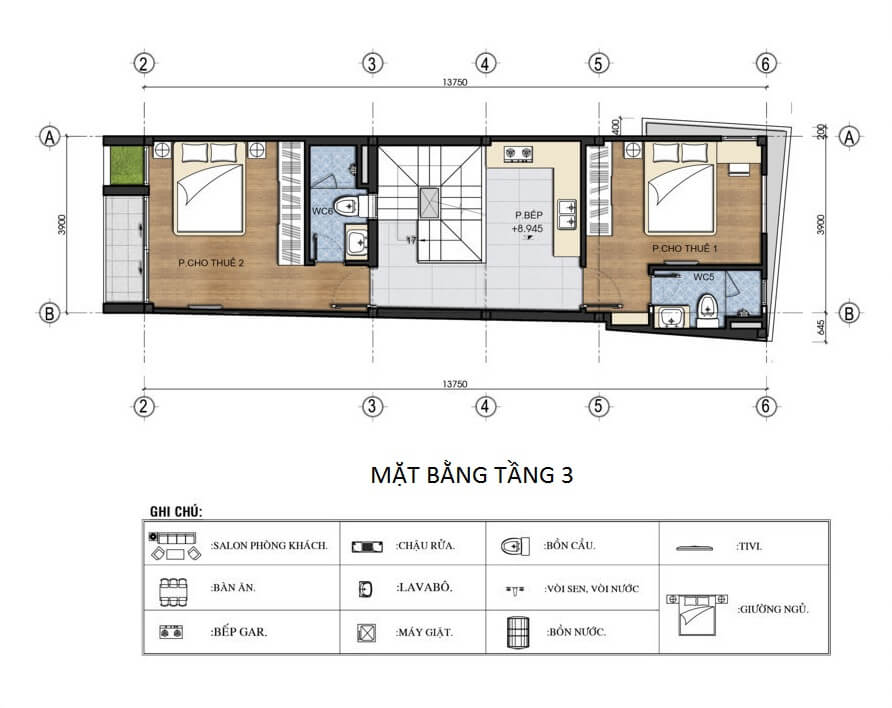 2 3 4 5 6
13750
400
200
A A
3900
3900
WC6
P.BẾP
+8.945
17
P.CHO THUÊ 2
P.CHO THUÊ 1
WC5
B B
645
13750
2 3 4 5 6
MẶT BẰNG TẦNG 3
GHI CHÚ:
:SALON PHÒNG KHÁCH. :CHẬU RỬA. :BỒN CẦU. :TIVI.
:BÀN ĂN. :LAVABÔ. :VÒI SEN, VÒI NƯỚC
:GIƯỜNG NGỦ.
:BẾP GAR. :MÁY GIẶT. :BỒN NƯỚC.